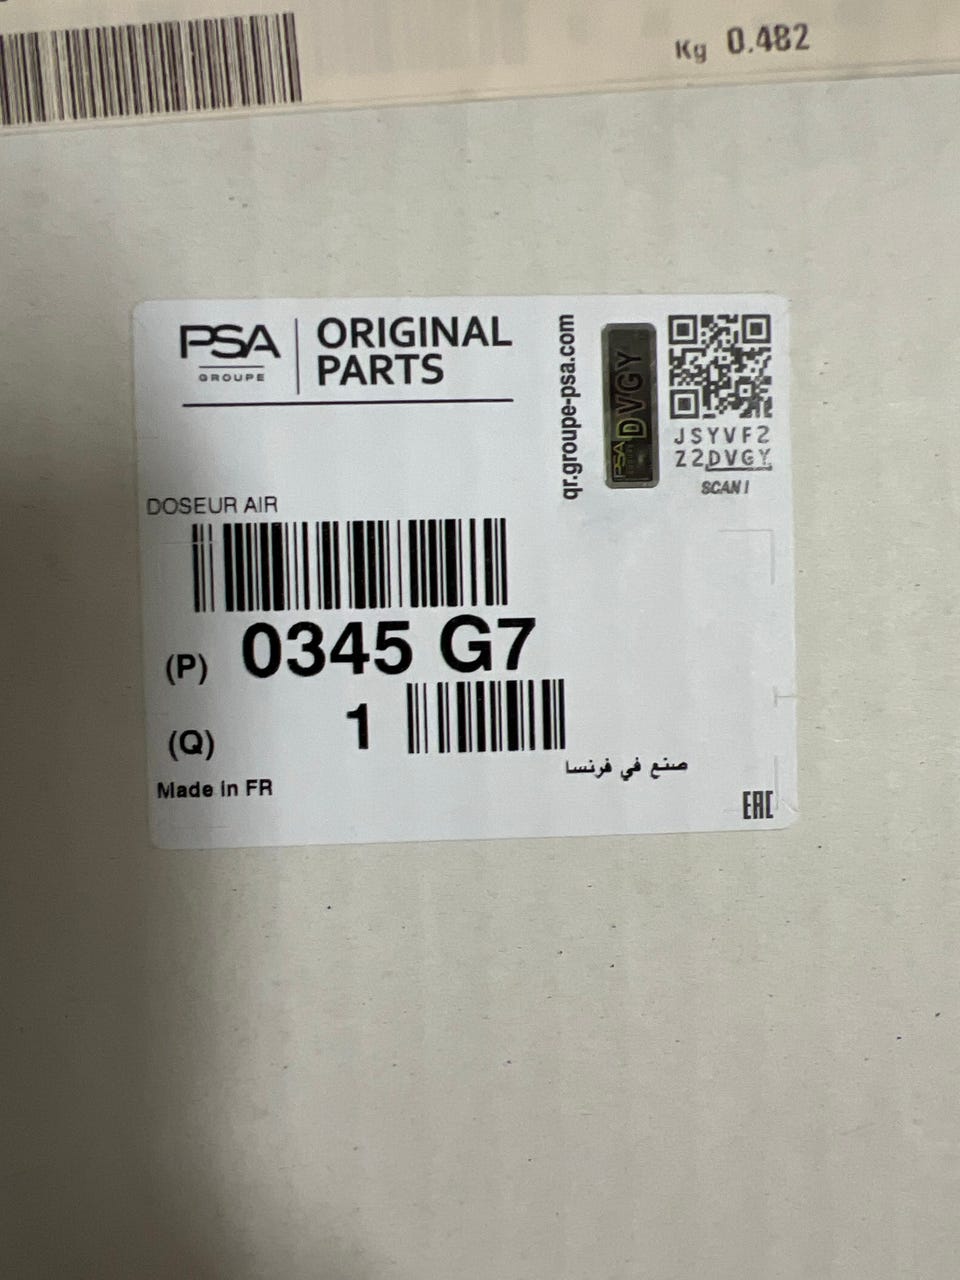 Kg 0.482
PSA
GROUPE
ORIGINAL
PARTS
qr.groupe-psa.com
PSA
DVGY
JSYVF2
Z2DVGY
SCAN !
DOSEUR AIR
(P) 0345 G7
(Q) 1
صنع في فرنسا
Made in FR
EAC